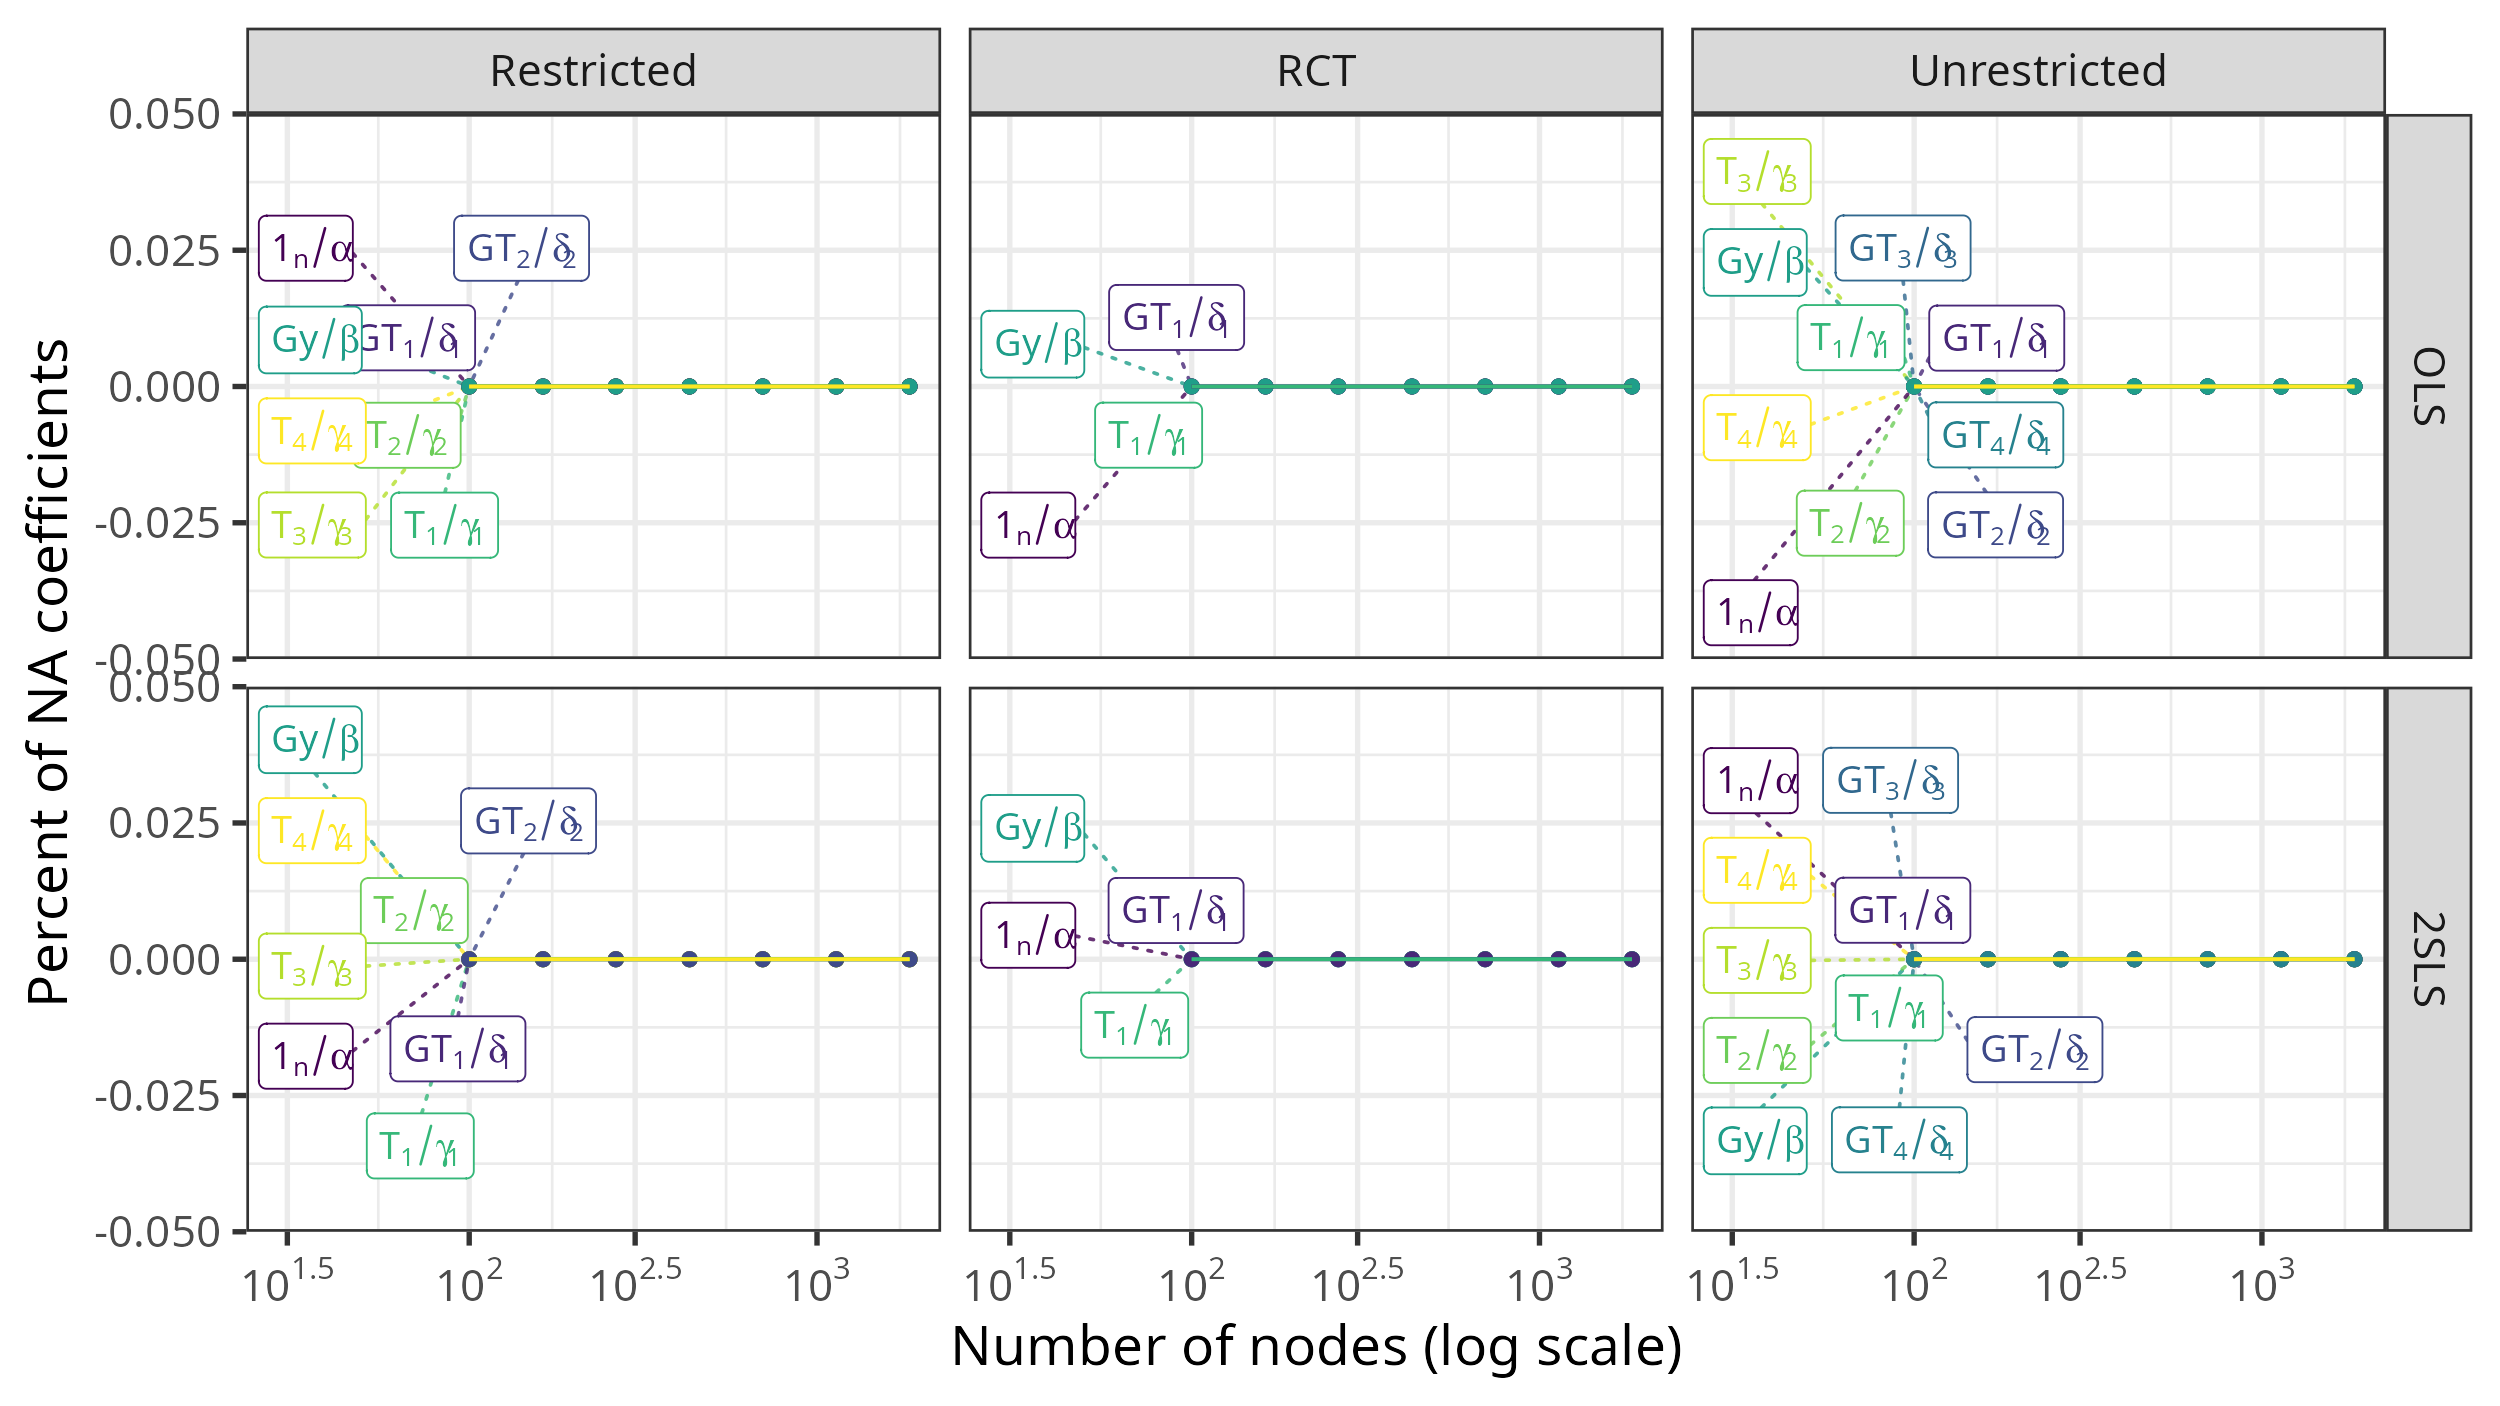 Restricted
RCT
Unrestricted
OLS
2SLS
Percent of NA coefficients
0.050
0.025
0.000
-0.025
-0.050
1n/α
GT2/δ2
Gy/β
GT1/δ1
T4/γ4
T2/γ2
T3/γ3
T1/γ1
Gy/β
GT1/δ1
T1/γ1
1n/α
T3/γ3
Gy/β
GT3/δ3
T1/γ1
GT1/δ1
T4/γ4
GT4/δ4
T2/γ2
GT2/δ2
1n/α
0.050
0.025
0.000
-0.025
-0.050
Gy/β
T4/γ4
GT2/δ2
T2/γ2
T3/γ3
1n/α
GT1/δ1
T1/γ1
Gy/β
GT1/δ1
1n/α
T1/γ1
1n/α
GT3/δ3
T4/γ4
GT1/δ1
T3/γ3
T1/γ1
T2/γ2
GT2/δ2
Gy/β
GT4/δ4
10^1.5 10^2 10^2.5 10^3
10^1.5 10^2 10^2.5 10^3
10^1.5 10^2 10^2.5 10^3
Number of nodes (log scale)